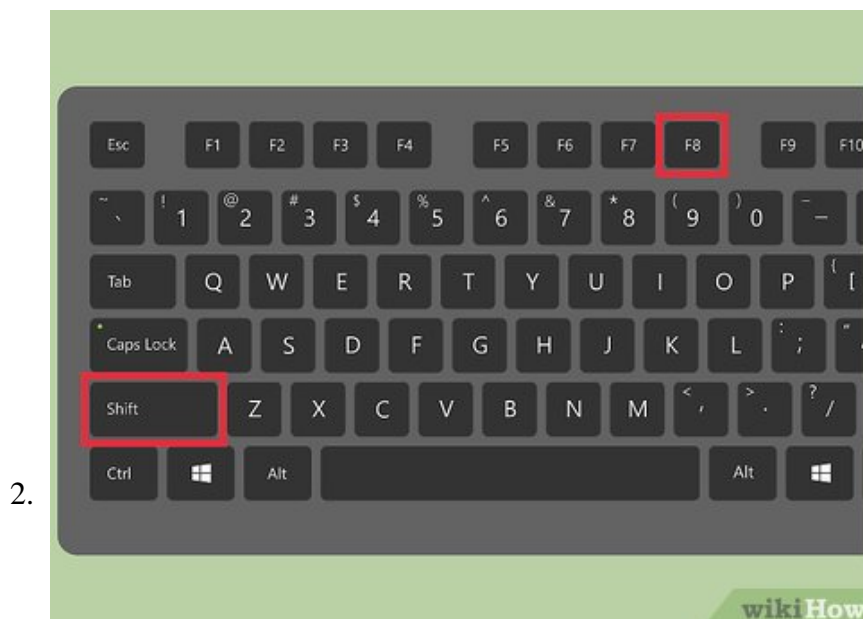 Esc F1 F2 F3 F4 F5 F6 F7 F8 F9 F10
~ ` ! 1 @ 2 # 3 $ 4 % 5 ^ 6 & 7 * 8 ( 9 ) 0 _ –
Tab Q W E R T Y U I O P { [
Caps Lock A S D F G H J K L : ; "
Shift Z X C V B N M < , > . ? /
Ctrl Alt Alt
2.
wikiHow